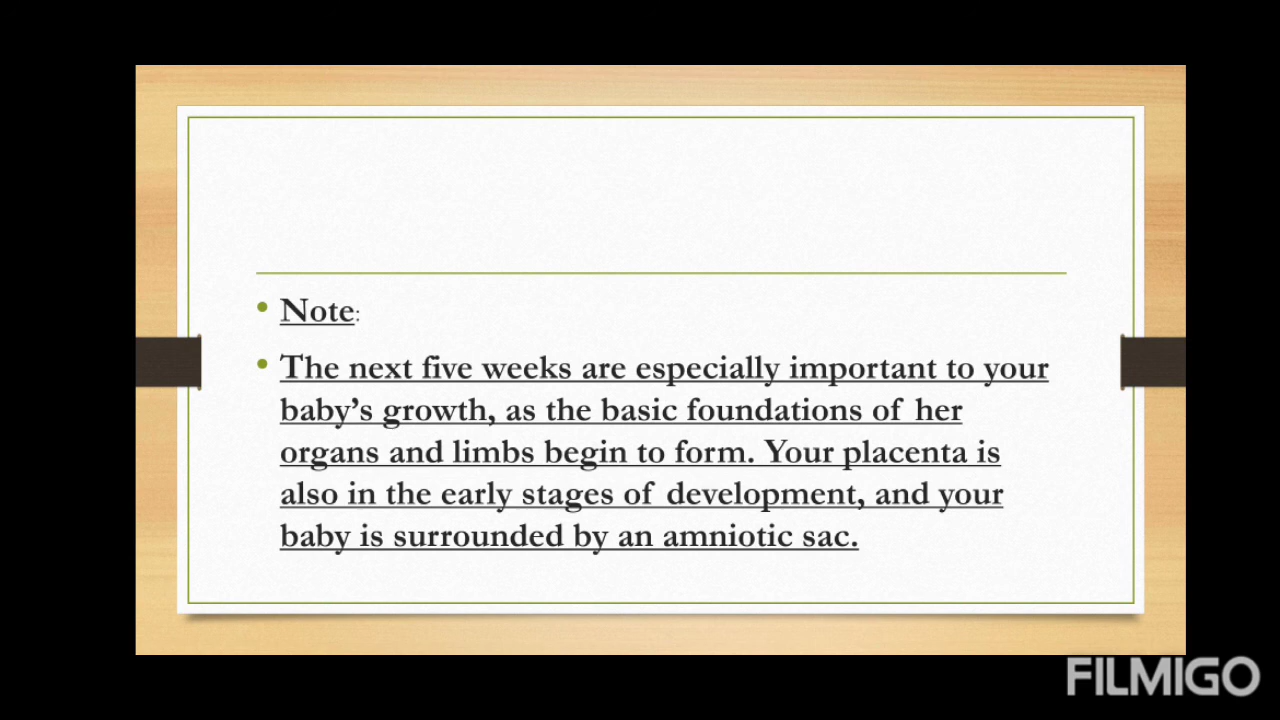 Note:
The next five weeks are especially important to your
baby’s growth, as the basic foundations of her
organs and limbs begin to form. Your placenta is
also in the early stages of development, and your
baby is surrounded by an amniotic sac.
FILMIGO